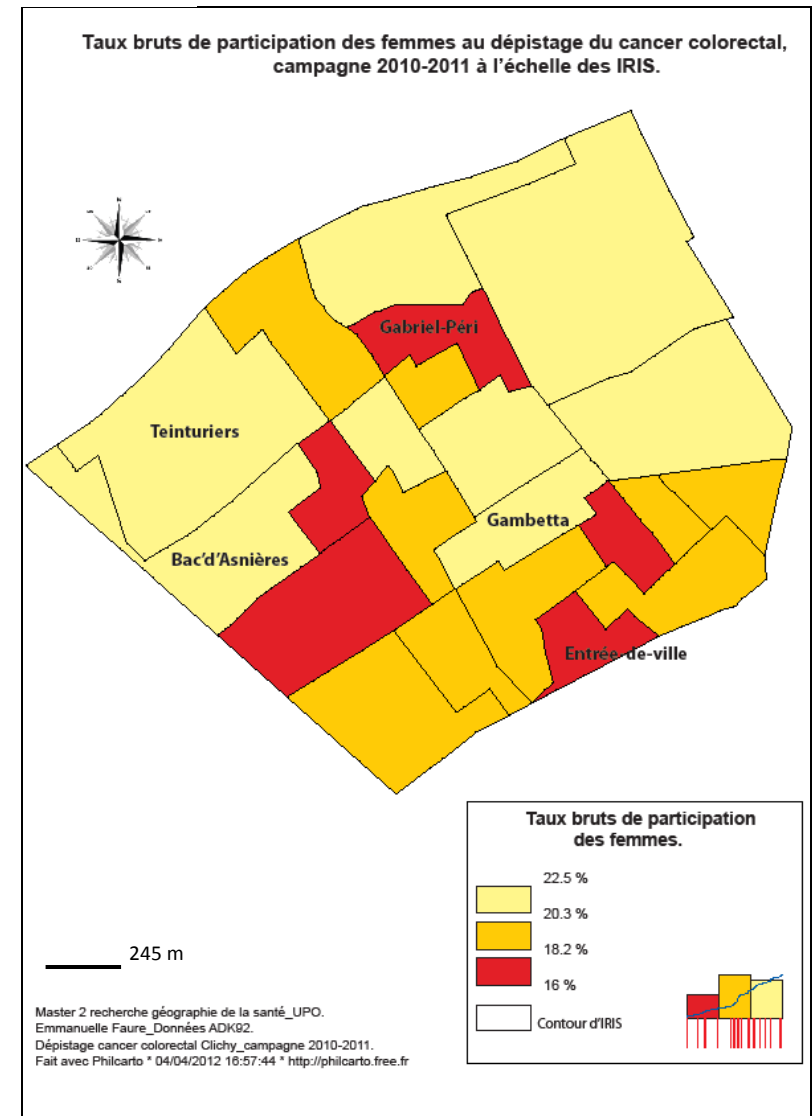 Taux bruts de participation des femmes au dépistage du cancer colorectal,
campagne 2010-2011 à l'échelle des IRIS.
Gabriel-Péri
Teinturiers
Gambetta
Bac'd'Asnières
Entrée-de-ville
Taux bruts de participation
des femmes.
22.5 %
20.3 %
18.2 %
16 %
Contour d'IRIS
245 m
Master 2 recherche géographie de la santé_UPO.
Emmanuelle Faure_Données ADK92.
Dépistage cancer colorectal Clichy_campagne 2010-2011.
Fait avec Philcarto * 04/04/2012 16:57:44 * http://philcarto.free.fr